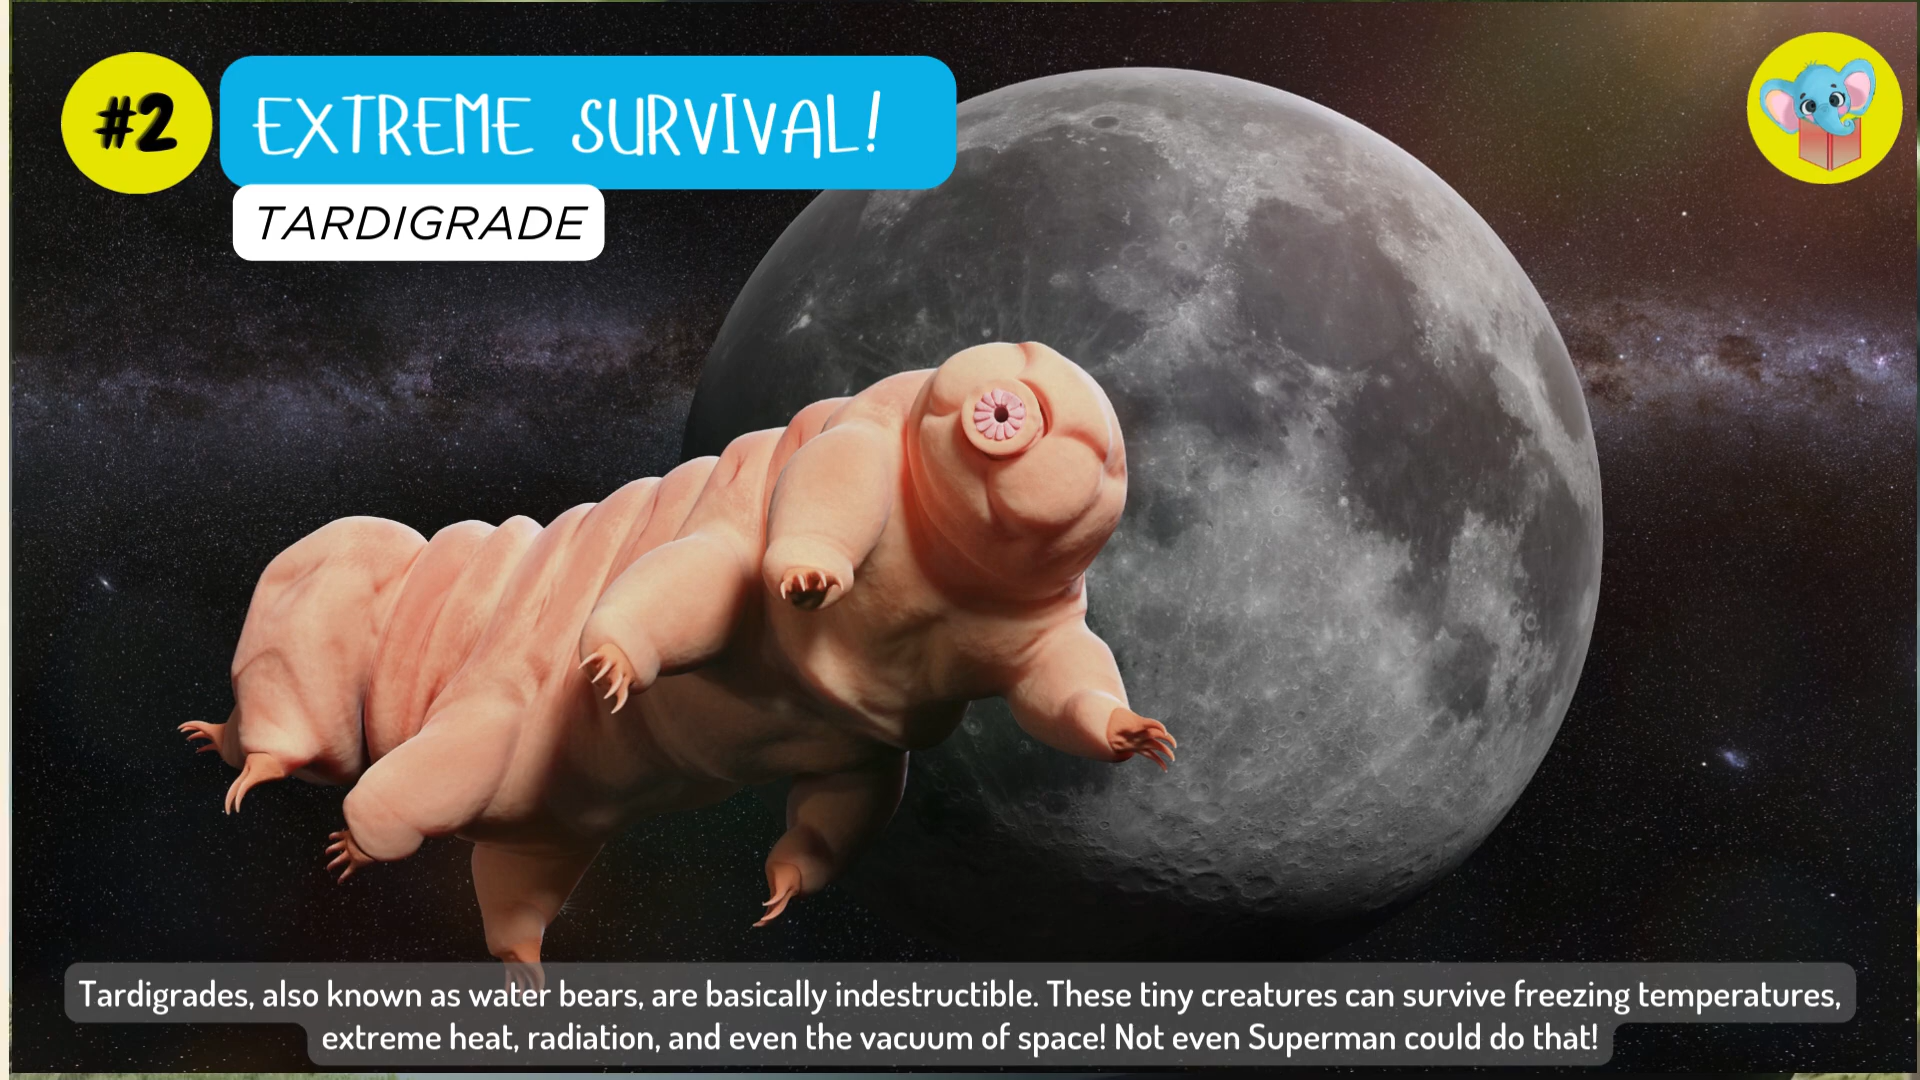 #2
EXTREME SURVIVAL!
TARDIGRADE
Tardigrades, also known as water bears, are basically indestructible. These tiny creatures can survive freezing temperatures,
extreme heat, radiation, and even the vacuum of space! Not even Superman could do that!